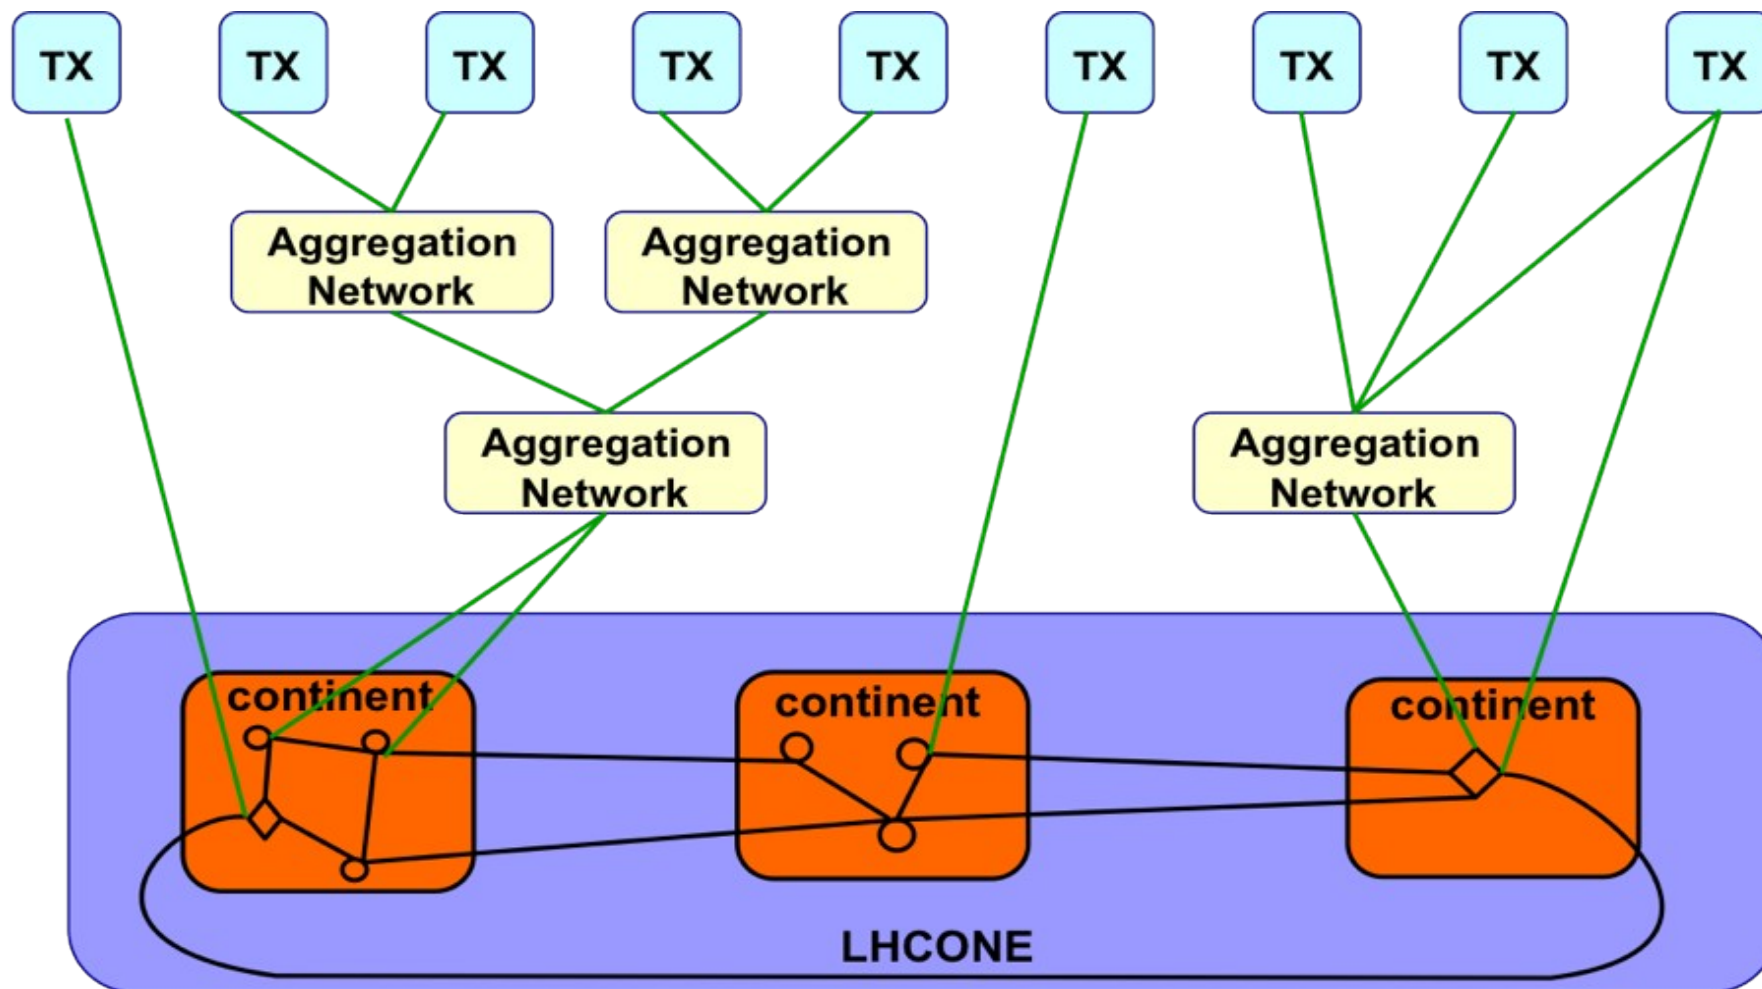 TX
TX
TX
TX
TX
TX
TX
TX
TX
Aggregation
Network
Aggregation
Network
Aggregation
Network
Aggregation
Network
continent
continent
continent
LHCONE